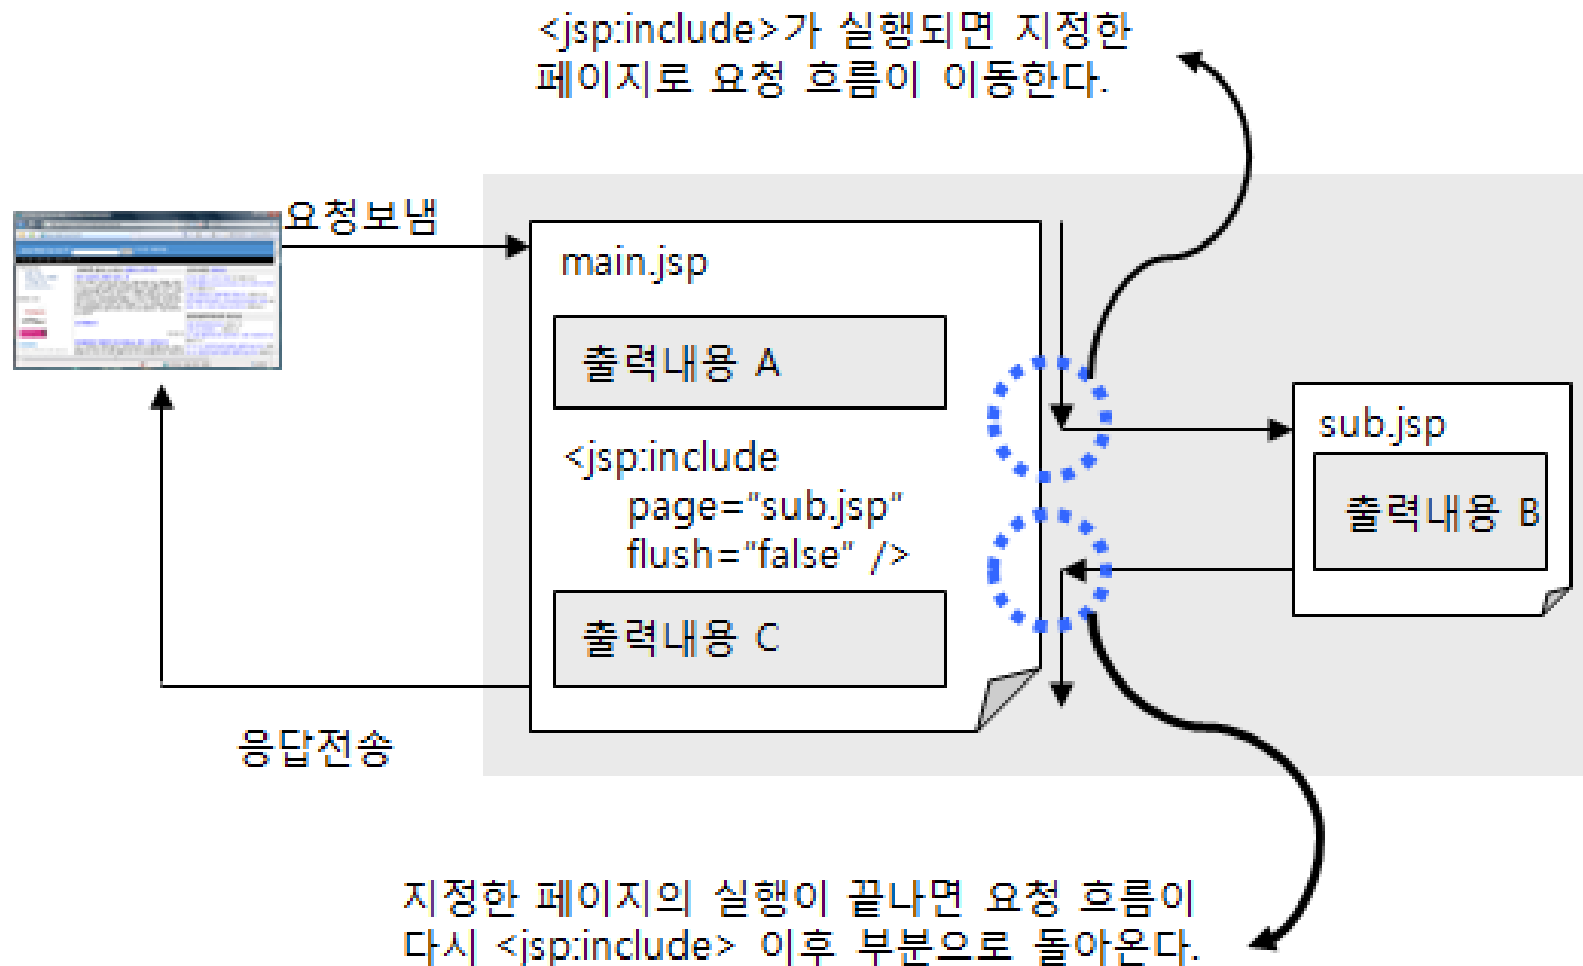 <jsp:include>가 실행되면 지정한
페이지로 요청 흐름이 이동한다.
요청보냄
main.jsp
출력내용 A
<jsp:include
page="sub.jsp"
flush="false" />
출력내용 C
sub.jsp
출력내용 B
응답전송
지정한 페이지의 실행이 끝나면 요청 흐름이
다시 <jsp:include> 이후 부분으로 돌아온다.